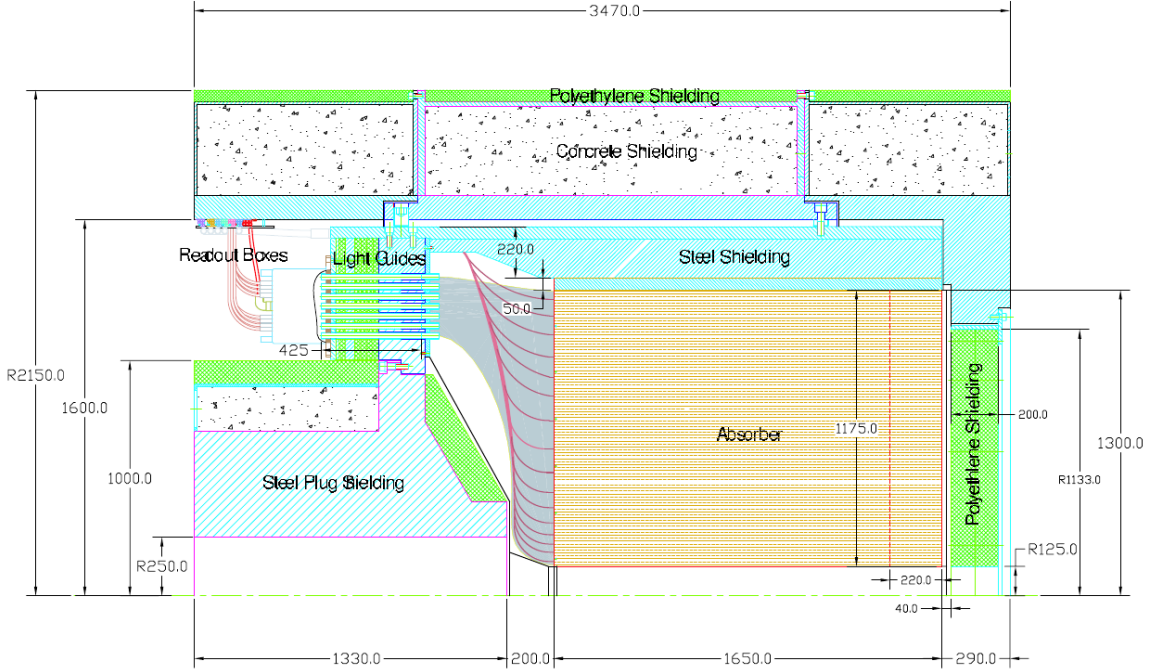 3470.0
Polyethylene Shielding
Concrete Shielding
Readout Boxes
Light Guides
220.0
Steel Shielding
50.0
425
R2150.0
1600.0
1000.0
R250.0
Steel Plug Shielding
Absorber
1175.0
Polyethlene Shielding
200.0
1300.0
R1133.0
R125.0
220.0
40.0
1330.0
200.0
1650.0
290.0